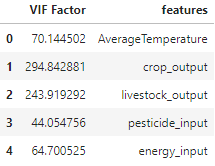 VIF Factor features
0 70.144502 AverageTemperature
1 294.842881 crop_output
2 243.919292 livestock_output
3 44.054756 pesticide_input
4 64.700525 energy_input